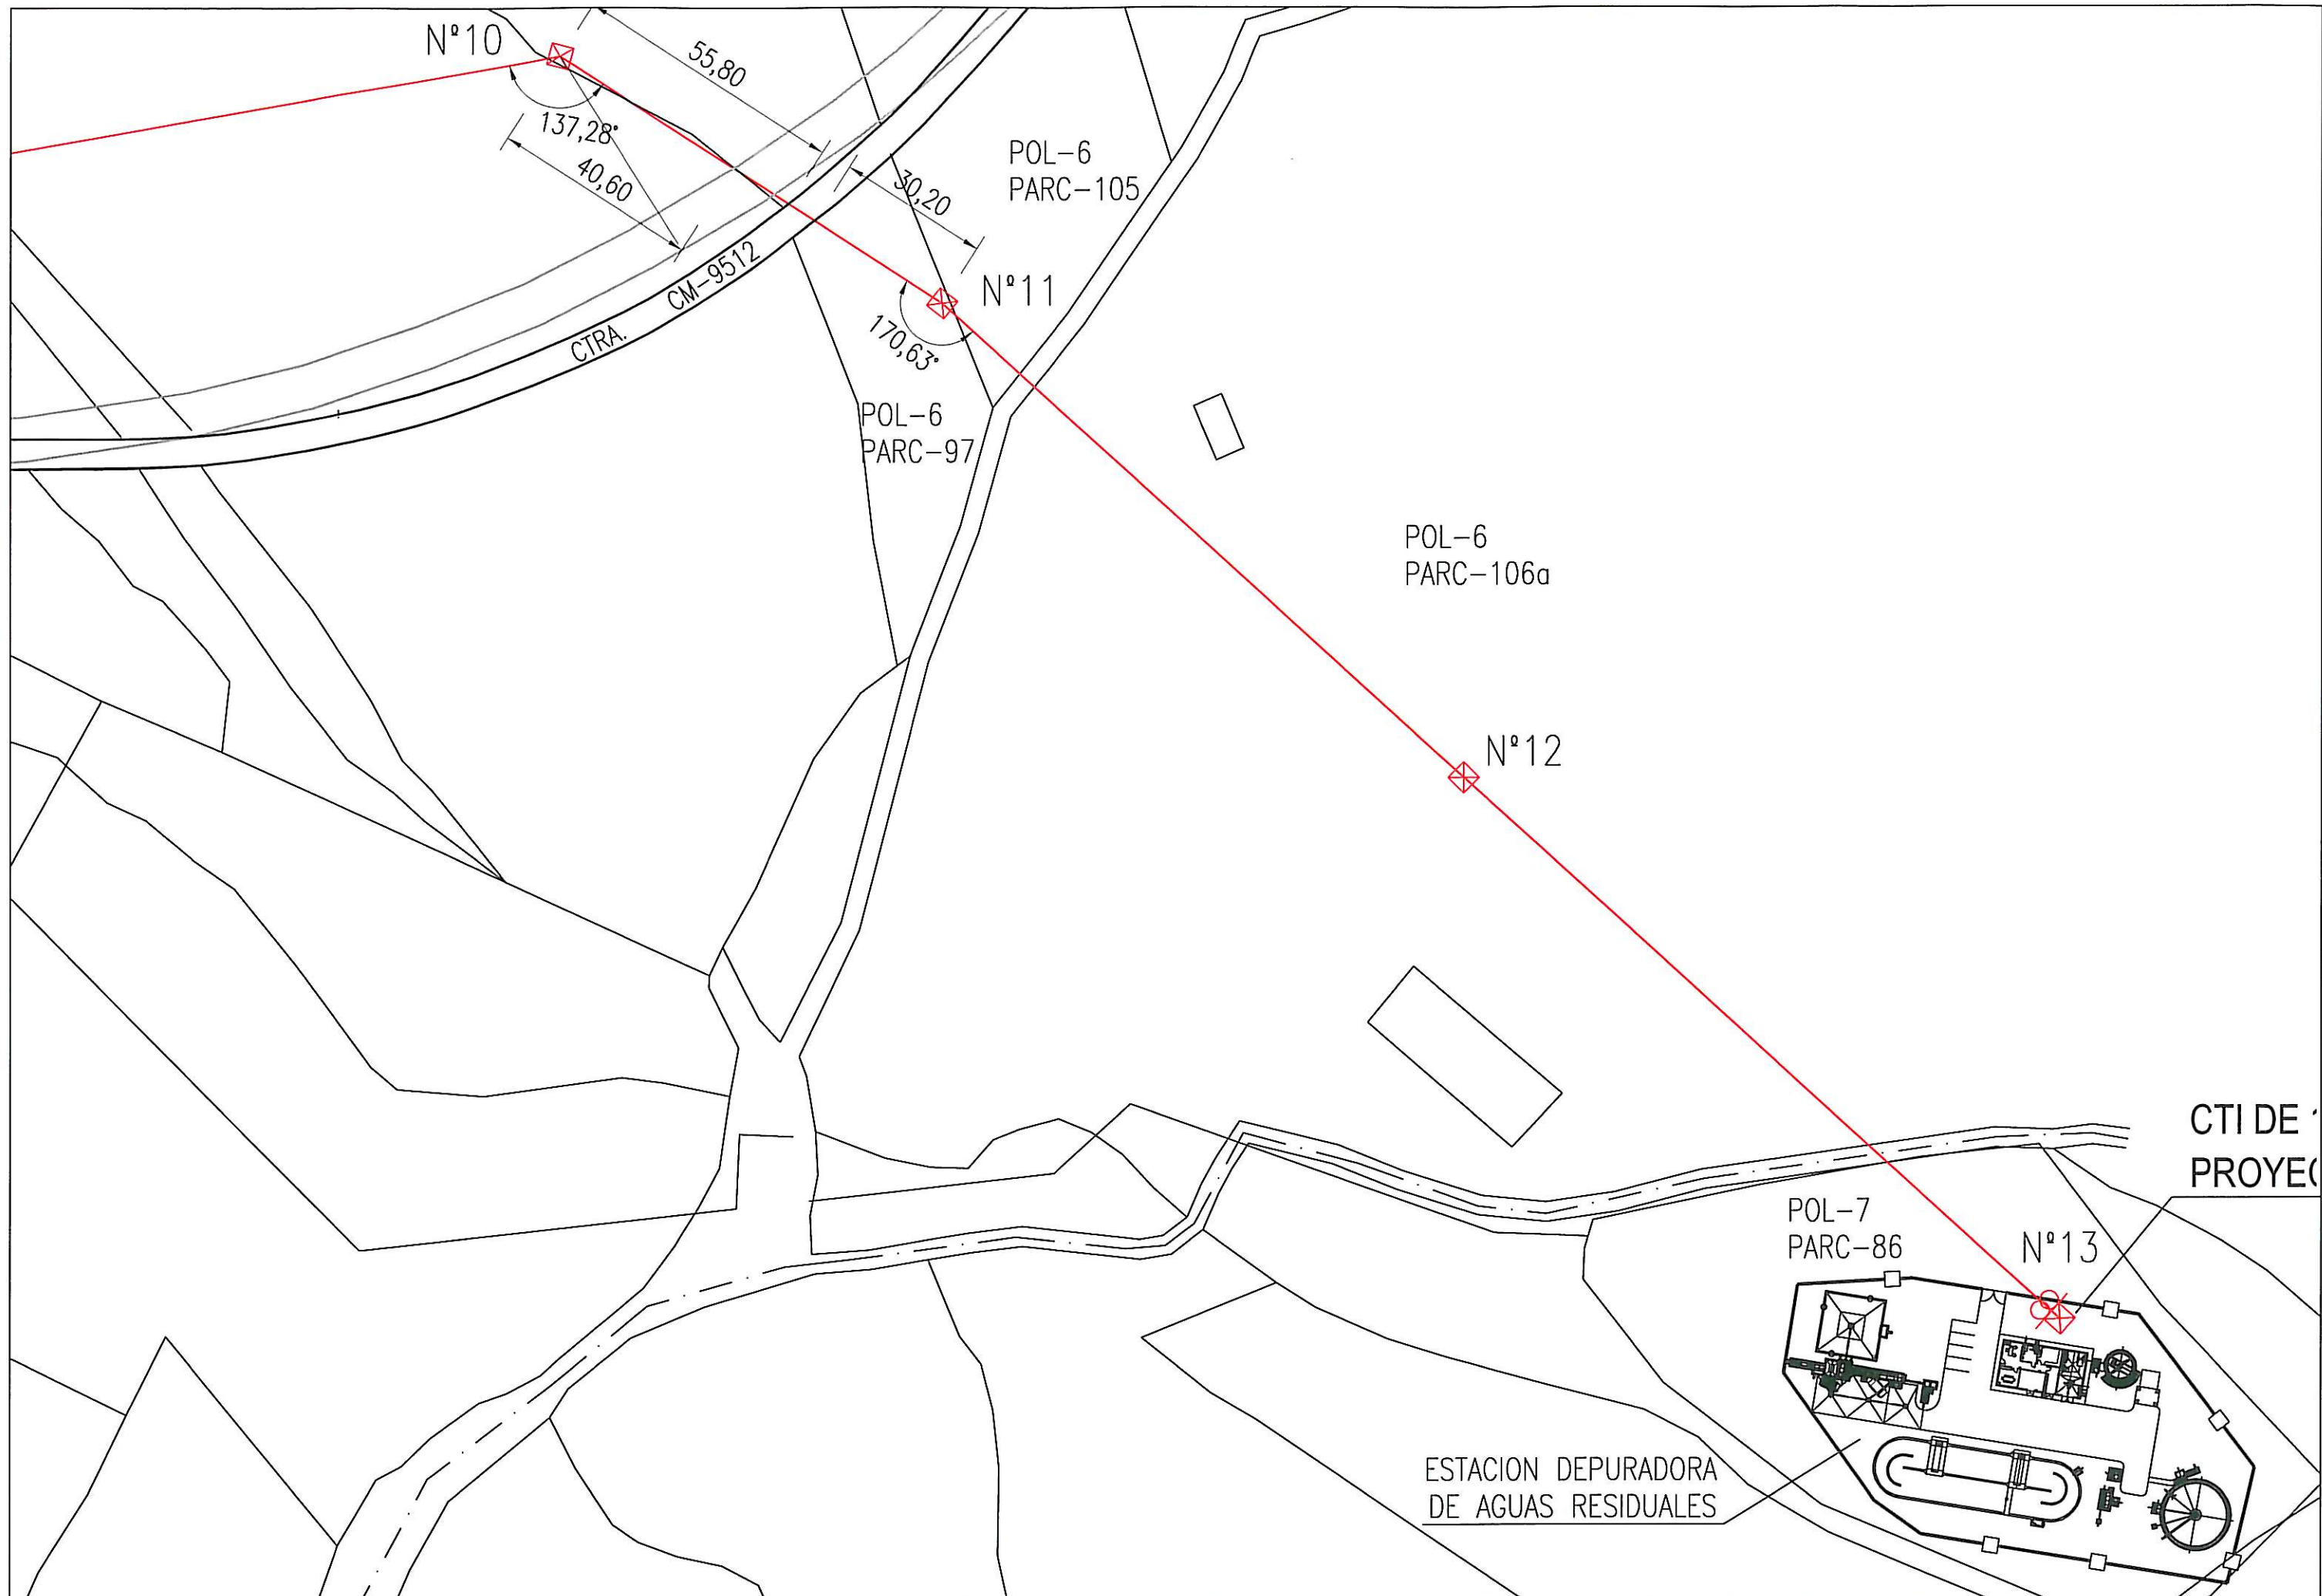 Nº10
55,80
137,28°
40,60
POL-6
PARC-105
30,20
CTRA. CM-9512
Nº11
170,63°
POL-6
PARC-97
POL-6
PARC-106a
Nº12
CTI DE
POL-7
PARC-86
Nº13
ESTACION DEPURADORA
DE AGUAS RESIDUALES